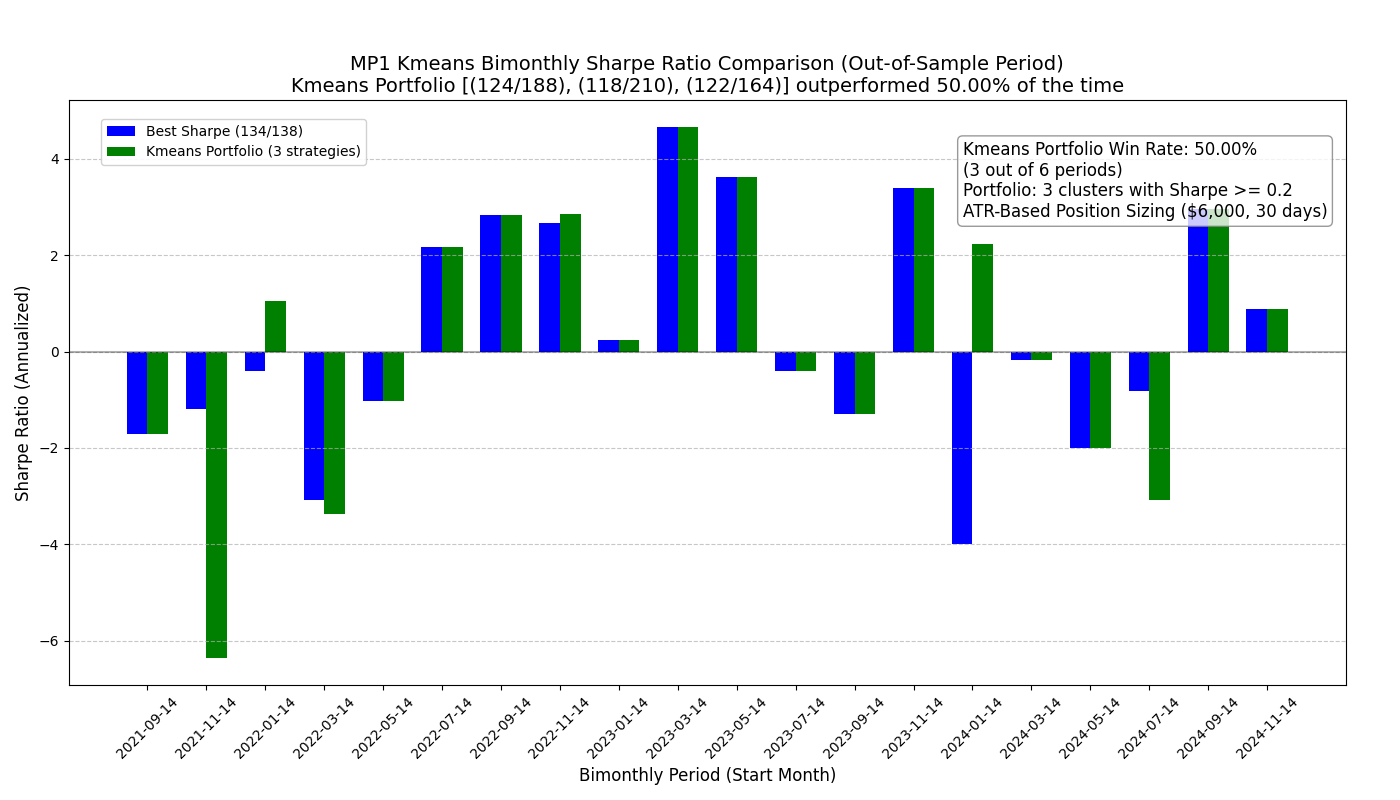 MP1 Kmeans Bimonthly Sharpe Ratio Comparison (Out-of-Sample Period)
Kmeans Portfolio [(124/188), (118/210), (122/164)] outperformed 50.00% of the time
Best Sharpe (134/138)
Kmeans Portfolio (3 strategies)
Kmeans Portfolio Win Rate: 50.00%
(3 out of 6 periods)
Portfolio: 3 clusters with Sharpe >= 0.2
ATR-Based Position Sizing ($6,000, 30 days)
Sharpe Ratio (Annualized)
4
2
0
−2
−4
−6
2021-09-14
2021-11-14
2022-01-14
2022-03-14
2022-05-14
2022-07-14
2022-09-14
2022-11-14
2023-01-14
2023-03-14
2023-05-14
2023-07-14
2023-09-14
2023-11-14
2024-01-14
2024-03-14
2024-05-14
2024-07-14
2024-09-14
2024-11-14
Bimonthly Period (Start Month)